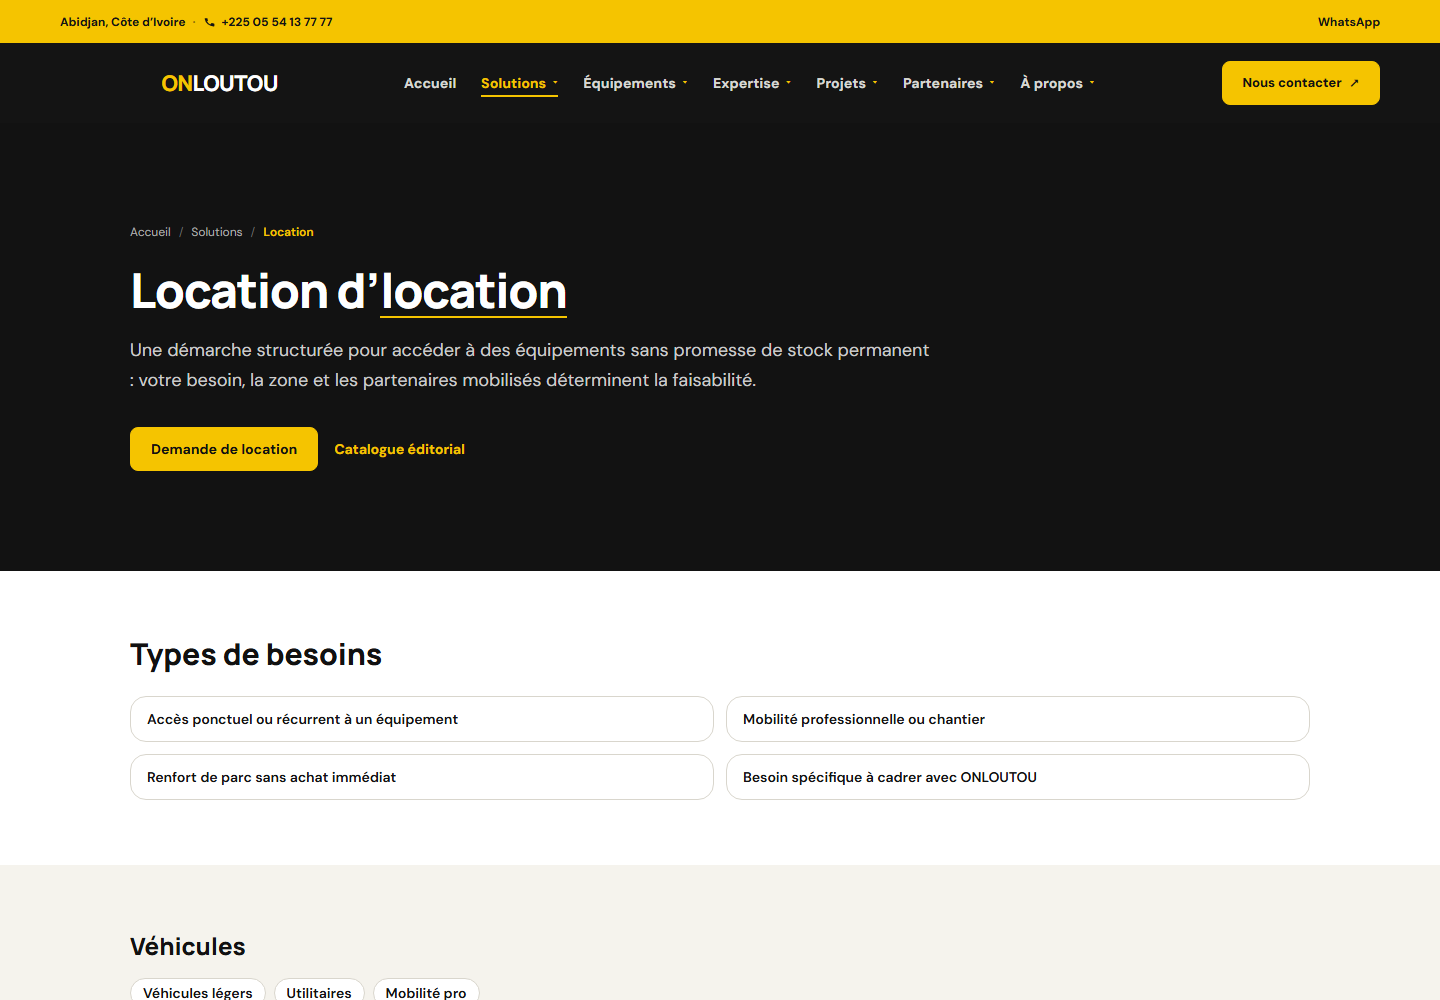 Abidjan, Côte d’Ivoire · +225 05 54 13 77 77
WhatsApp
ONLOUTOU
Accueil
Solutions
Équipements
Expertise
Projets
Partenaires
À propos
Nous contacter ↗
Accueil / Solutions / Location
Location d’location
Une démarche structurée pour accéder à des équipements sans promesse de stock permanent
: votre besoin, la zone et les partenaires mobilisés déterminent la faisabilité.
Demande de location
Catalogue éditorial
Types de besoins
Accès ponctuel ou récurrent à un équipement
Mobilité professionnelle ou chantier
Renfort de parc sans achat immédiat
Besoin spécifique à cadrer avec ONLOUTOU
Véhicules
Véhicules légers
Utilitaires
Mobilité pro